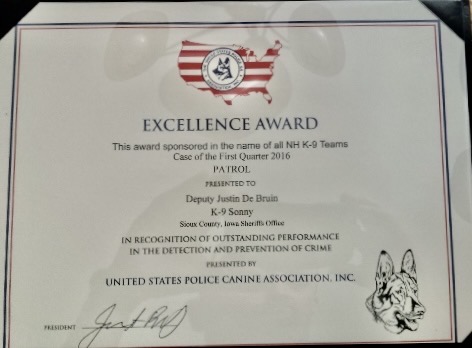 EXCELLENCE AWARD
This award sponsored in the name of all NH K-9 Teams
Case of the First Quarter 2016
PATROL
PRESENTED TO
Deputy Justin De Bruin
K-9 Sonny
Sioux County, Iowa Sheriffs Office
IN RECOGNITION OF OUTSTANDING PERFORMANCE
IN THE DETECTION AND PREVENTION OF CRIME
PRESENTED BY
UNITED STATES POLICE CANINE ASSOCIATION, INC.
PRESIDENT